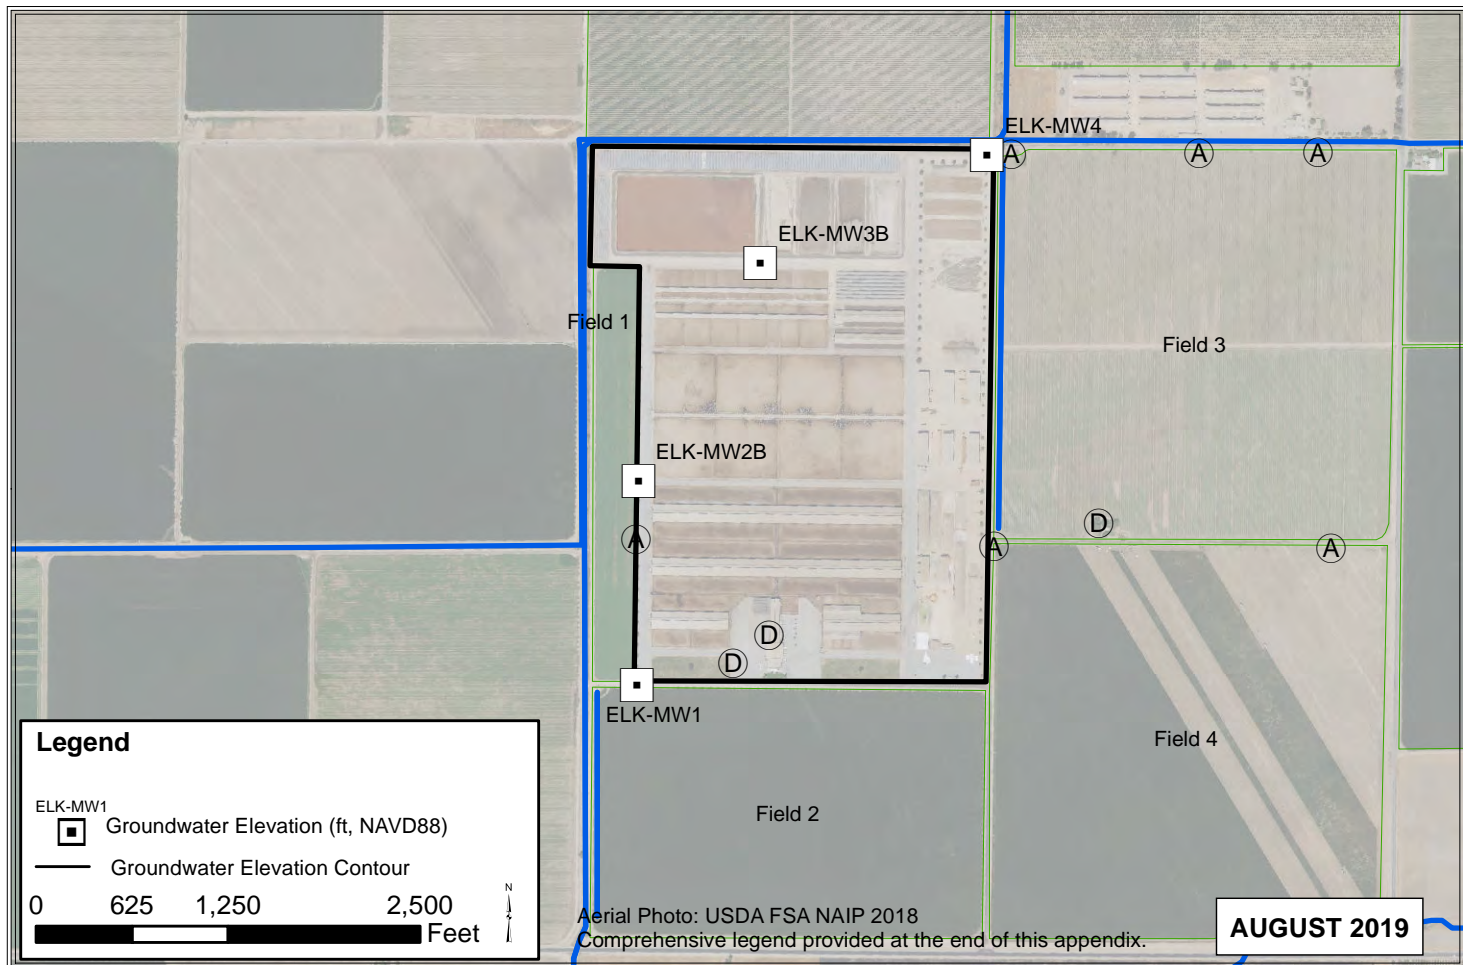 ELK-MW4
A
A
A
ELK-MW3B
Field 1
Field 3
ELK-MW2B
D
A
A
A
D
D
ELK-MW1
Field 4
Field 2
Legend
ELK-MW1
Groundwater Elevation (ft, NAVD88)
Groundwater Elevation Contour
0 625 1,250 2,500
Feet
N
Aerial Photo: USDA FSA NAIP 2018
Comprehensive legend provided at the end of this appendix.
AUGUST 2019